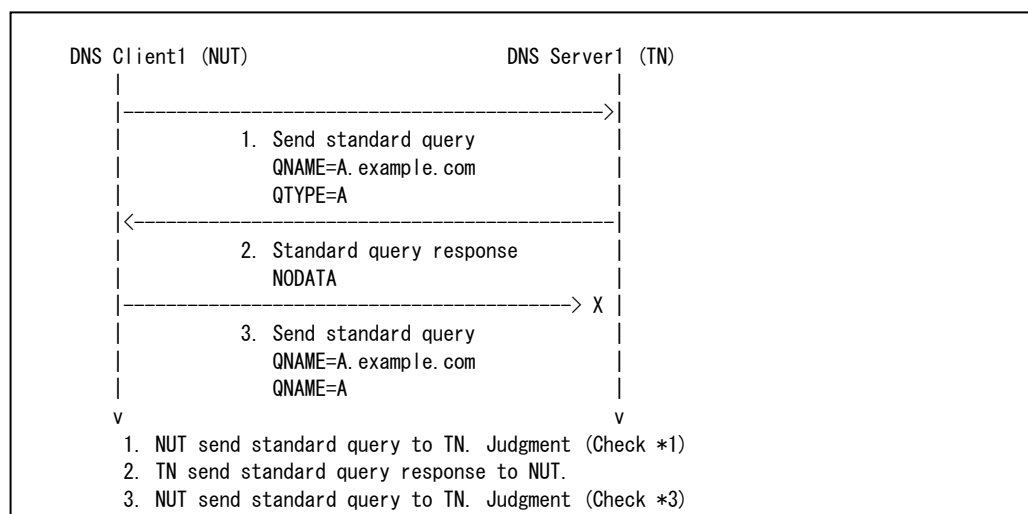 DNS Client1 (NUT) DNS Server1 (TN)
| |
|--------------------------------------------->|
| 1. Send standard query |
| QNAME=A.example.com |
| QTYPE=A |
|<---------------------------------------------|
| 2. Standard query response |
| NODATA |
|------------------------------------------> X |
| 3. Send standard query |
| QNAME=A.example.com |
| QNAME=A |
v v
1. NUT send standard query to TN. Judgment (Check *1)
2. TN send standard query response to NUT.
3. NUT send standard query to TN. Judgment (Check *3)